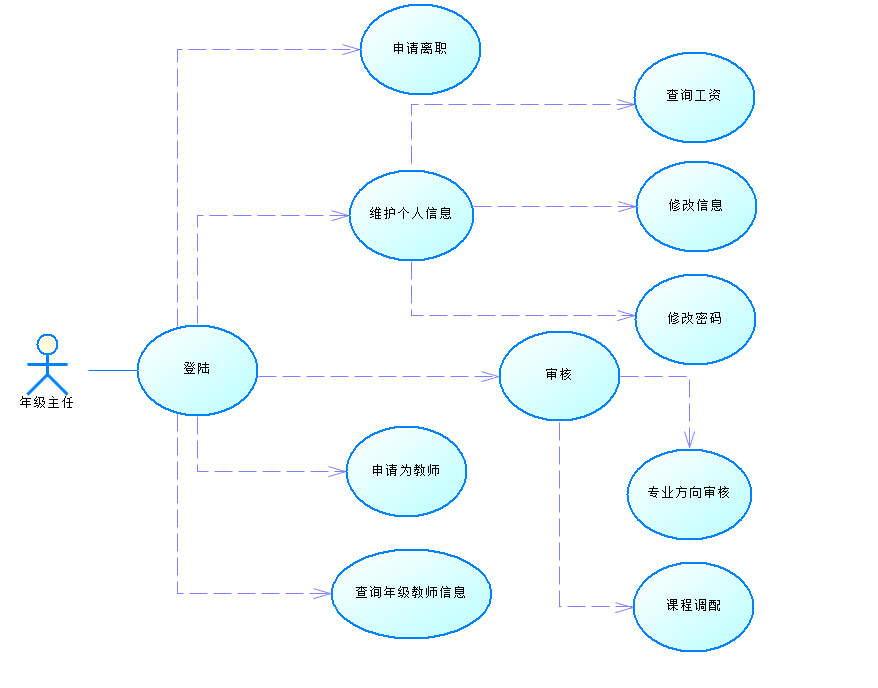 申请离职
查询工资
维护个人信息
修改信息
修改密码
登陆
审核
年级主任
申请为教师
专业方向审核
查询年级教师信息
课程调配